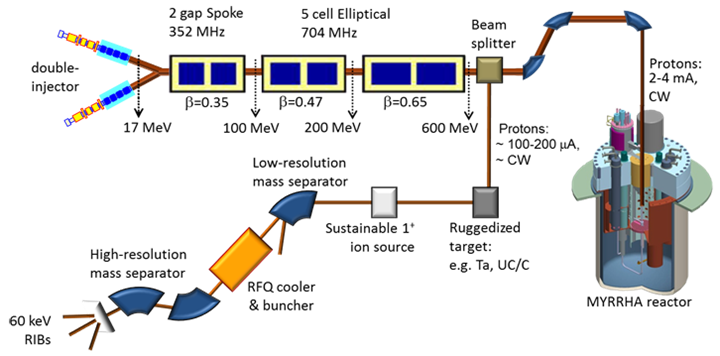 2 gap Spoke
352 MHz
5 cell Elliptical
704 MHz
Beam
splitter
double-
injector
β=0.35
β=0.47
β=0.65
17 MeV
100 MeV
200 MeV
600 MeV
Protons:
2-4 mA,
CW
Protons:
~ 100-200 µA,
~ CW
Low-resolution
mass separator
Sustainable 1⁺
ion source
Ruggedized
target:
e.g. Ta, UC/C
High-resolution
mass separator
RFQ cooler
& buncher
MYRRHA reactor
60 keV
RIBs